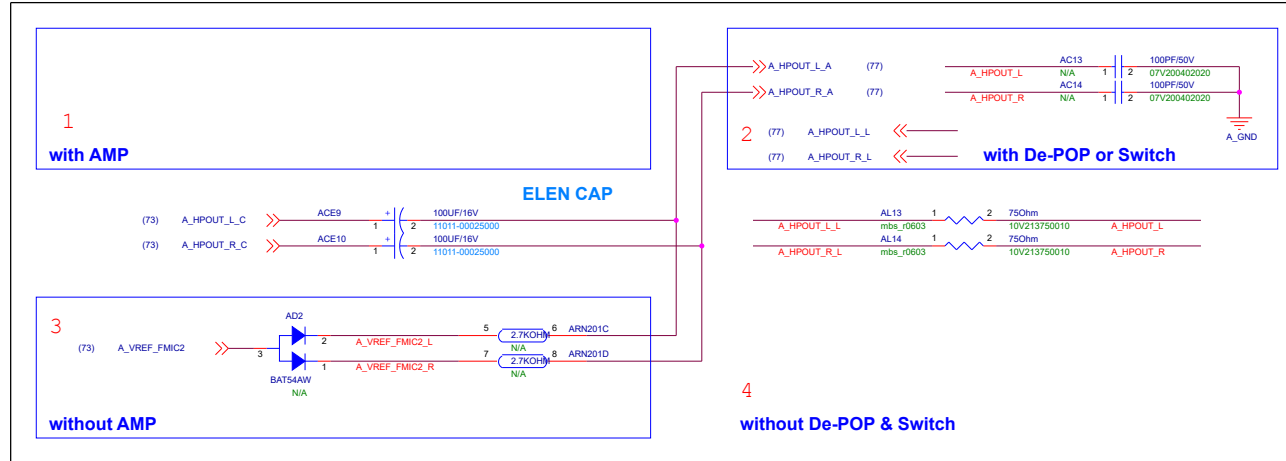 1
with AMP
A_HPOUT_L_A (77)
A_HPOUT_R_A (77)
A_HPOUT_L AC13 N/A 1 2 100PF/50V 07V200402020
A_HPOUT_R AC14 N/A 1 2 100PF/50V 07V200402020
A_GND
2 (77) A_HPOUT_L_L
(77) A_HPOUT_R_L
with De-POP or Switch
ELEN CAP
(73) A_HPOUT_L_C ACE9 1 + 2 100UF/16V 11011-00025000
(73) A_HPOUT_R_C ACE10 1 + 2 100UF/16V 11011-00025000
A_HPOUT_L_L AL13 mbs_r0603 1 2 75Ohm 10V213750010 A_HPOUT_L
A_HPOUT_R_L AL14 mbs_r0603 1 2 75Ohm 10V213750010 A_HPOUT_R
3
(73) A_VREF_FMIC2 3 AD2 BAT54AW N/A
2 A_VREF_FMIC2_L 5 2.7KOHM 6 ARN201C N/A
1 A_VREF_FMIC2_R 7 2.7KOHM 8 ARN201D N/A
without AMP
4
without De-POP & Switch